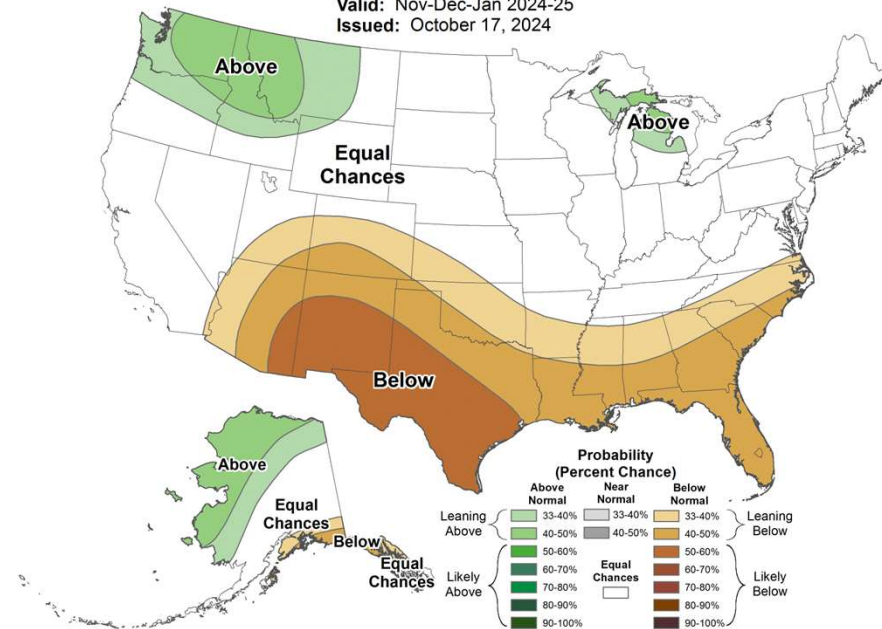 Valid: Nov-Dec-Jan 2024-25
Issued: October 17, 2024
Above
Above
Equal
Chances
Below
Above
Equal
Chances
Below
Equal
Chances
Probability
(Percent Chance)
Above
Normal
Near
Normal
Below
Normal
Leaning
Above
33-40%
33-40%
33-40%
Leaning
Below
40-50%
40-50%
40-50%
Likely
Above
50-60%
60-70%
70-80%
80-90%
90-100%
Equal
Chances
50-60%
60-70%
70-80%
80-90%
90-100%
Likely
Below